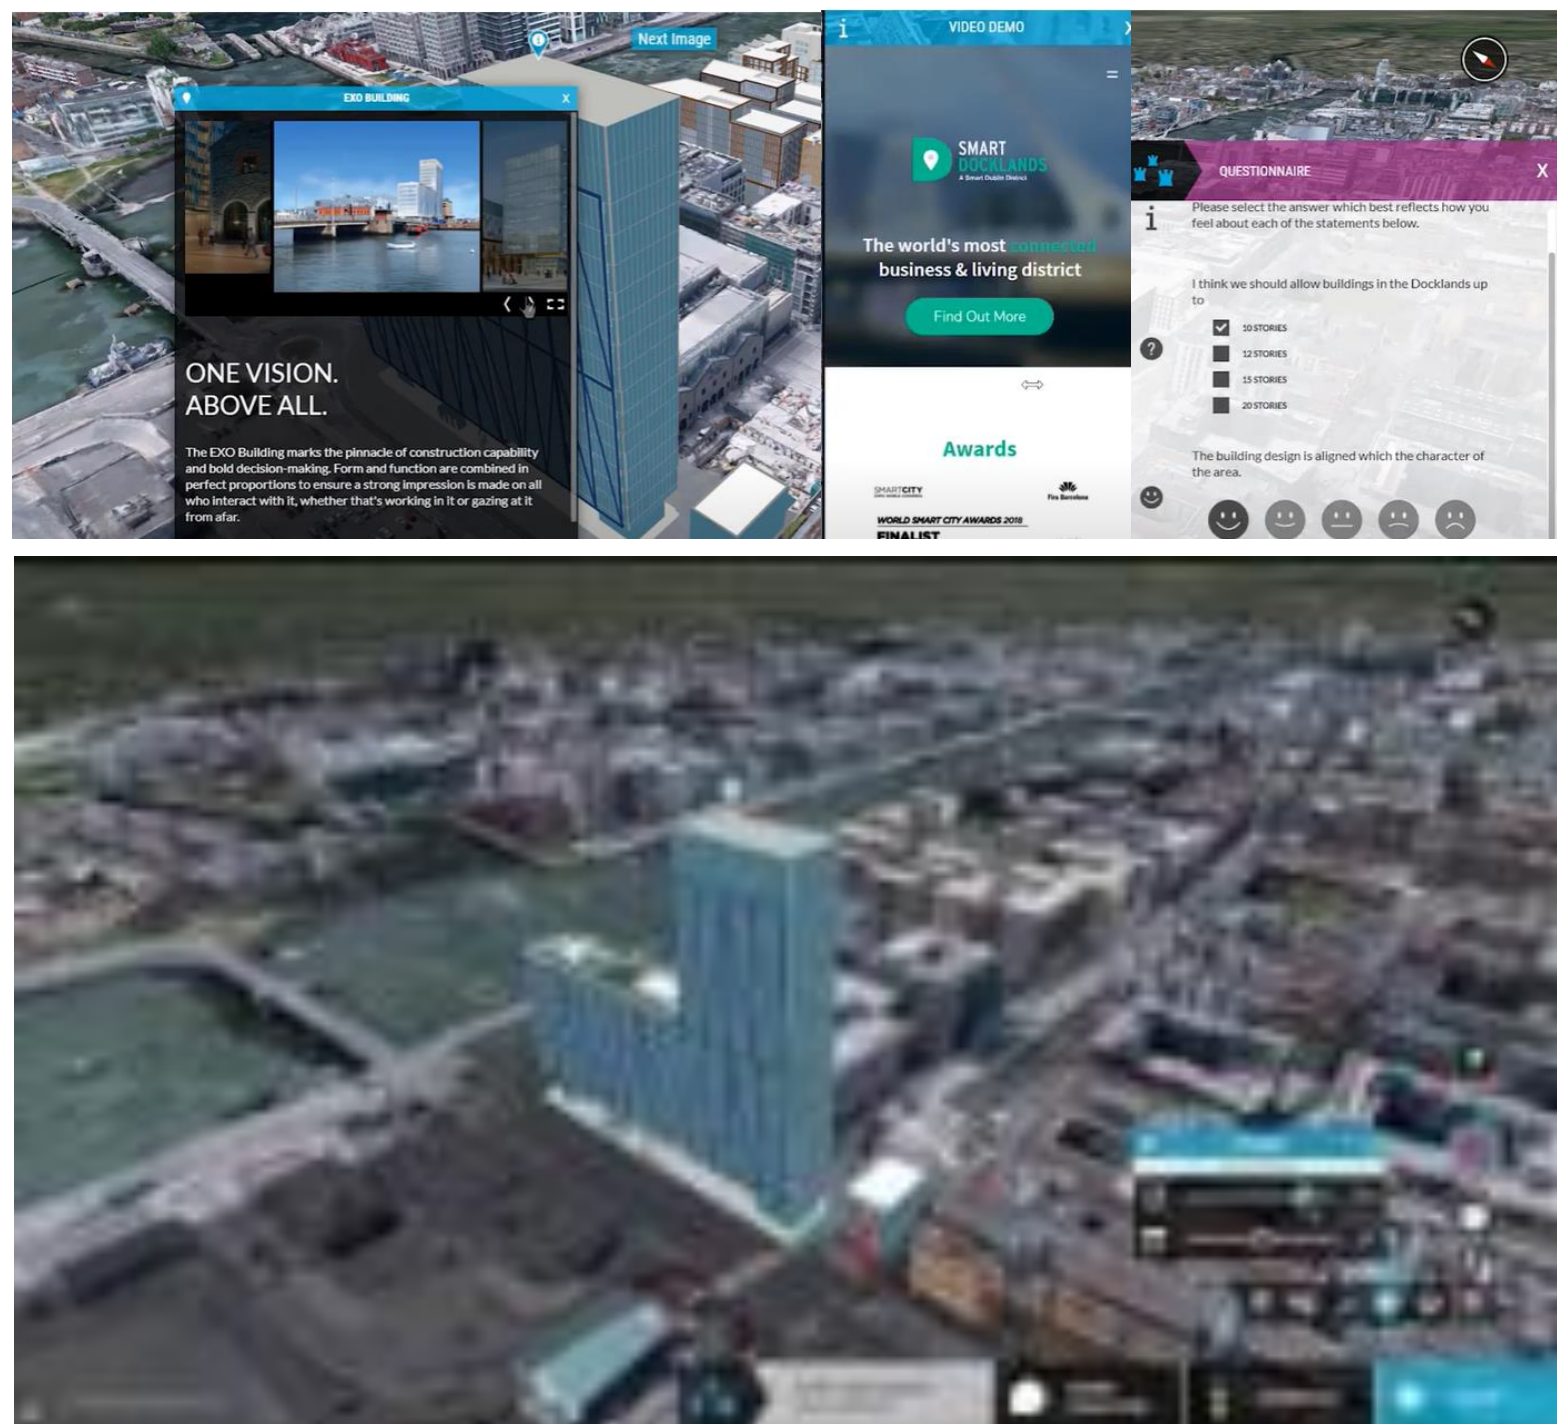 Next Image
EXO BUILDING
X
ONE VISION.
ABOVE ALL.
The EXO Building marks the pinnacle of construction capability
and bold decision-making. Form and function are combined in
perfect proportions to ensure a strong impression is made on all
who interact with it, whether that's working in it or gazing at it
from afar.
i
VIDEO DEMO
SMART
DOCKLANDS
A Smart Dublin District
The world's most connected
business & living district
Find Out More
Awards
SMARTCITY
Fira Barcelona
WORLD SMART CITY AWARDS 2018
FINALIST
QUESTIONNAIRE
X
i
Please select the answer which best reflects how you
feel about each of the statements below.
I think we should allow buildings in the Docklands up
to
10 STORIES
?
12 STORIES
15 STORIES
20 STORIES
The building design is aligned which the character of
the area.